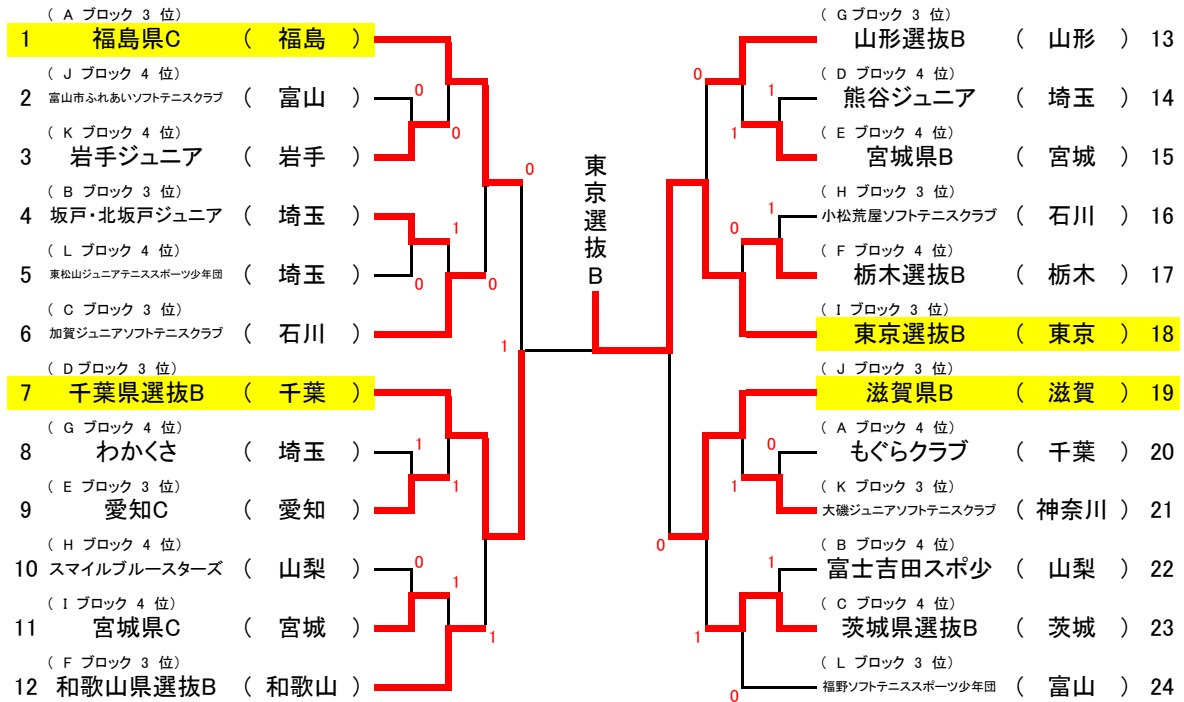 ( A ブロック 3 位)
1 福島県C ( 福島 )
( J ブロック 4 位)
2 富山市ふれあいソフトテニスクラブ ( 富山 )
0
( K ブロック 4 位)
0
3 岩手ジュニア ( 岩手 )
0
( B ブロック 3 位)
4 坂戸・北坂戸ジュニア ( 埼玉 )
1
( L ブロック 4 位)
5 東松山ジュニアテニススポーツ少年団 ( 埼玉 )
0
0
( C ブロック 3 位)
6 加賀ジュニアソフトテニスクラブ ( 石川 )
1
( D ブロック 3 位)
7 千葉県選抜B ( 千葉 )
( G ブロック 4 位)
8 わかくさ ( 埼玉 )
1
( E ブロック 3 位)
1
9 愛知C ( 愛知 )
( H ブロック 4 位)
10 スマイルブルースターズ ( 山梨 )
0
1
( I ブロック 4 位)
11 宮城県C ( 宮城 )
1
( F ブロック 3 位)
12 和歌山県選抜B ( 和歌山 )
東京選抜B
( G ブロック 3 位)
山形選抜B ( 山形 ) 13
0
( D ブロック 4 位)
1
熊谷ジュニア ( 埼玉 ) 14
( E ブロック 4 位)
1
宮城県B ( 宮城 ) 15
( H ブロック 3 位)
1
小松荒屋ソフトテニスクラブ ( 石川 ) 16
0
( F ブロック 4 位)
栃木選抜B ( 栃木 ) 17
( I ブロック 3 位)
東京選抜B ( 東京 ) 18
( J ブロック 3 位)
滋賀県B ( 滋賀 ) 19
( A ブロック 4 位)
0
もぐらクラブ ( 千葉 ) 20
( K ブロック 3 位)
1
大磯ジュニアソフトテニスクラブ ( 神奈川 ) 21
0
( B ブロック 4 位)
1
富士吉田スポ少 ( 山梨 ) 22
( C ブロック 4 位)
茨城県選抜B ( 茨城 ) 23
1
( L ブロック 3 位)
福野ソフトテニススポーツ少年団 ( 富山 ) 24
0